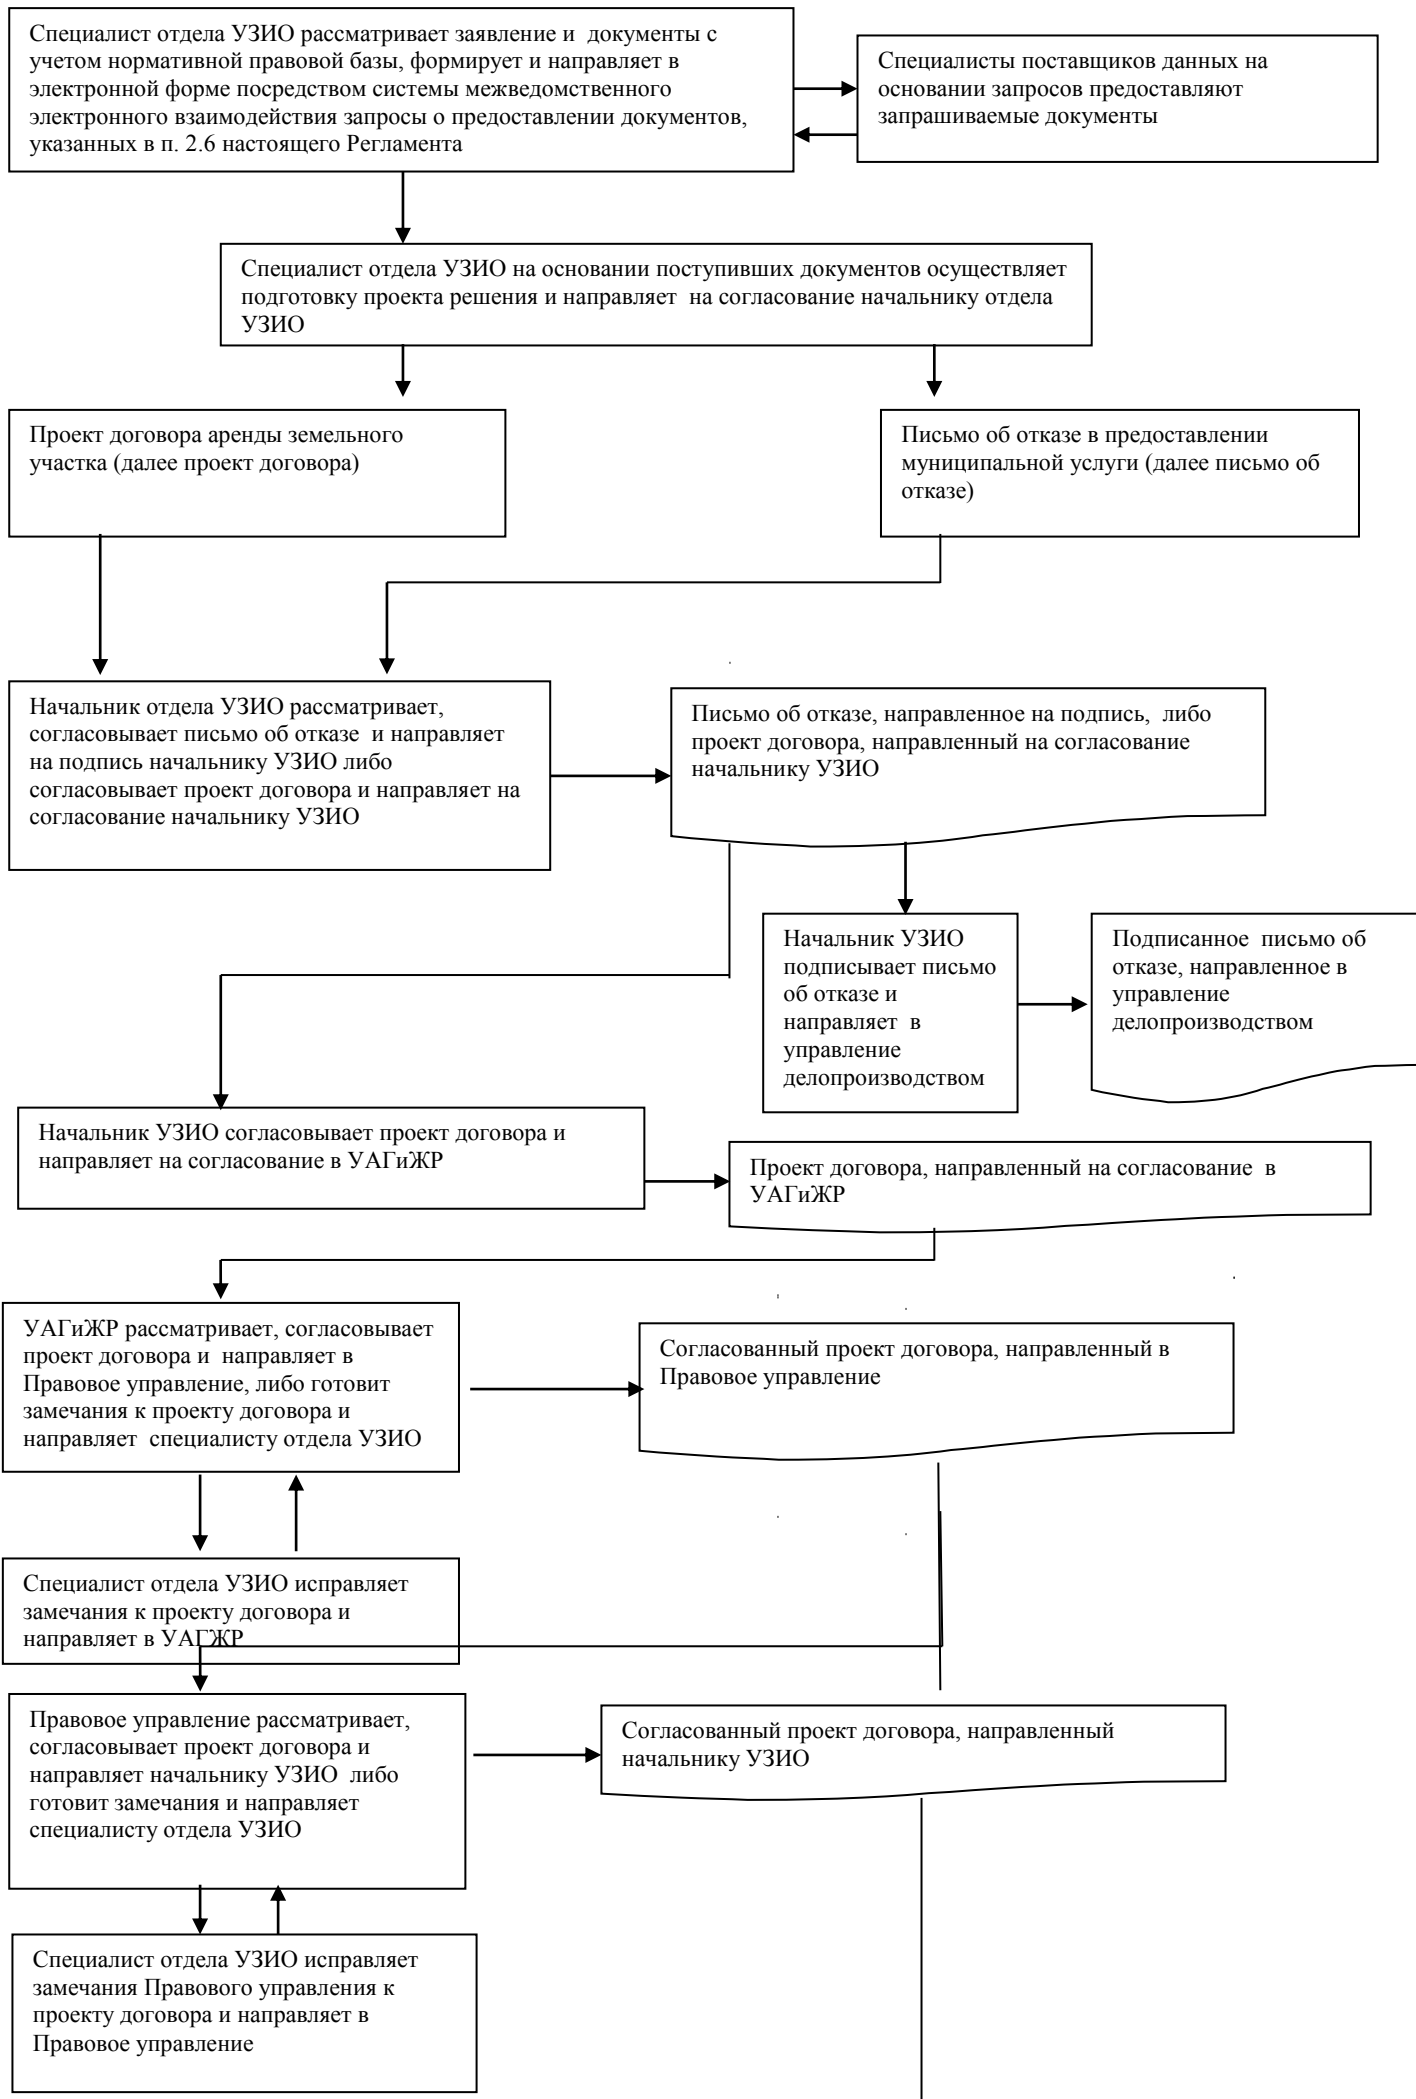 Специалист отдела УЗИО рассматривает заявление и документы с
учетом нормативной правовой базы, формирует и направляет в
электронной форме посредством системы межведомственного
электронного взаимодействия запросы о предоставлении документов,
указанных в п. 2.6 настоящего Регламента
Специалисты поставщиков данных на
основании запросов предоставляют
запрашиваемые документы
Специалист отдела УЗИО на основании поступивших документов осуществляет
подготовку проекта решения и направляет на согласование начальнику отдела
УЗИО
Проект договора аренды земельного
участка (далее проект договора)
Письмо об отказе в предоставлении
муниципальной услуги (далее письмо об
отказе)
Начальник отдела УЗИО рассматривает,
согласовывает письмо об отказе и направляет
на подпись начальнику УЗИО либо
согласовывает проект договора и направляет на
согласование начальнику УЗИО
Письмо об отказе, направленное на подпись, либо
проект договора, направленный на согласование
начальнику УЗИО
Начальник УЗИО
подписывает письмо
об отказе и
направляет в
управление
делопроизводством
Подписанное письмо об
отказе, направленное в
управление
делопроизводством
Начальник УЗИО согласовывает проект договора и
направляет на согласование в УАГиЖР
Проект договора, направленный на согласование в
УАГиЖР
УАГиЖР рассматривает, согласовывает
проект договора и направляет в
Правовое управление, либо готовит
замечания к проекту договора и
направляет специалисту отдела УЗИО
Согласованный проект договора, направленный в
Правовое управление
Специалист отдела УЗИО исправляет
замечания к проекту договора и
направляет в УАГЖР
Правовое управление рассматривает,
согласовывает проект договора и
направляет начальнику УЗИО либо
готовит замечания и направляет
специалисту отдела УЗИО
Согласованный проект договора, направленный
начальнику УЗИО
Специалист отдела УЗИО исправляет
замечания Правового управления к
проекту договора и направляет в
Правовое управление